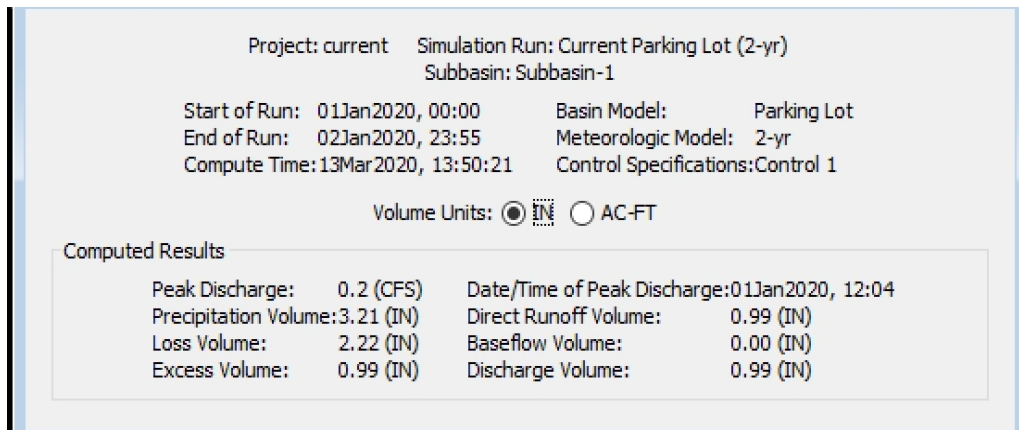 Project: current Simulation Run: Current Parking Lot (2-yr)
Subbasin: Subbasin-1
Start of Run: 01Jan2020, 00:00 Basin Model: Parking Lot
End of Run: 02Jan2020, 23:55 Meteorologic Model: 2-yr
Compute Time:13Mar2020, 13:50:21 Control Specifications:Control 1
Volume Units: IN AC-FT
Computed Results
Peak Discharge: 0.2 (CFS) Date/Time of Peak Discharge:01Jan2020, 12:04
Precipitation Volume:3.21 (IN) Direct Runoff Volume: 0.99 (IN)
Loss Volume: 2.22 (IN) Baseflow Volume: 0.00 (IN)
Excess Volume: 0.99 (IN) Discharge Volume: 0.99 (IN)